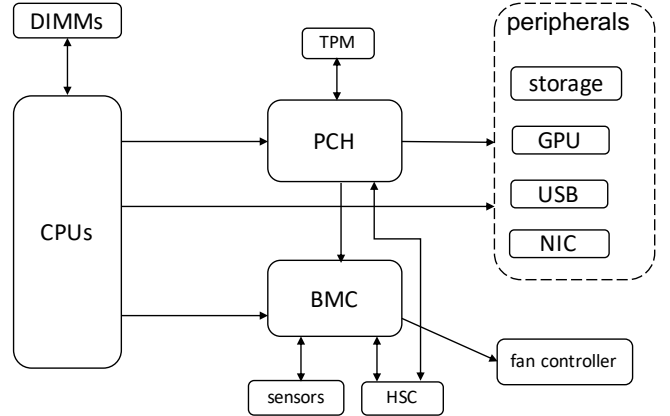 DIMMs
TPM
peripherals
storage
PCH
GPU
USB
CPUs
NIC
BMC
fan controller
sensors
HSC